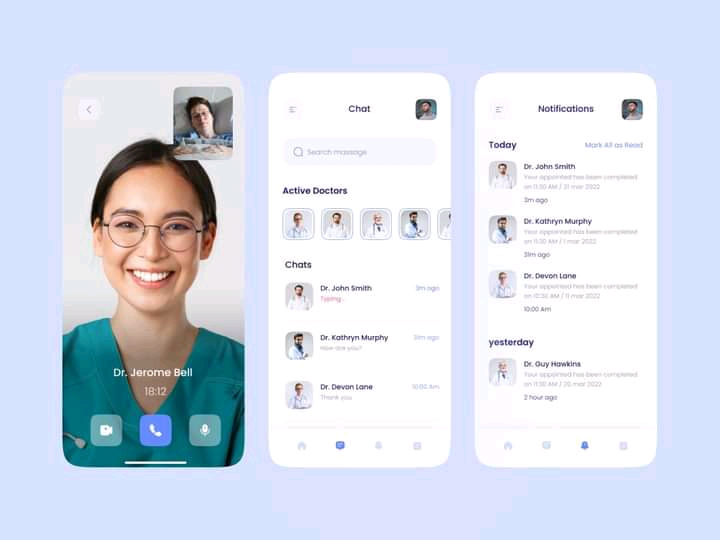 Dr. Jerome Bell
18:12
Chat
Search massage
Active Doctors
Chats
Dr. John Smith
3m ago
Typing...
Dr. Kathryn Murphy
31m ago
How are you?
Dr. Devon Lane
10:00 Am
Thank you
Notifications
Today
Mark All as Read
Dr. John Smith
Your appointed has been completed
on 11:30 AM / 21 mar 2022
3m ago
Dr. Kathryn Murphy
Your appointed has been completed
on 11:30 AM / 1 mar 2022
31m ago
Dr. Devon Lane
Your appointed has been completed
on 10:30 AM / 11 mar 2022
10:00 Am
yesterday
Dr. Guy Hawkins
Your appointed has been completed
on 11:30 AM / 20 mar 2022
2 hour ago